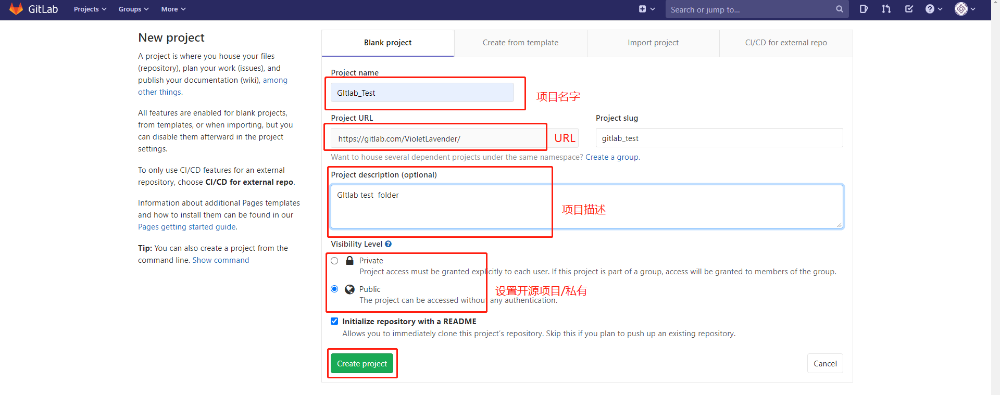 GitLab Projects Groups More Search or jump to...
New project
A project is where you house your files
(repository), plan your work (issues), and
publish your documentation (wiki), among
other things.
All features are enabled for blank projects,
from templates, or when importing, but you
can disable them afterward in the project
settings.
To only use CI/CD features for an external
repository, choose CI/CD for external repo.
Information about additional Pages templates
and how to install them can be found in our
Pages getting started guide.
Tip: You can also create a project from the
command line. Show command
Blank project Create from template Import project CI/CD for external repo
Project name
GItlab_Test
项目名字
Project URL Project slug
https://gitlab.com/VioletLavender/ URL gitlab_test
Want to house several dependent projects under the same namespace? Create a group.
Project description (optional)
GItlab test  folder
项目描述
Visibility Level
Private
Project access must be granted explicitly to each user. If this project is part of a group, access will be granted to members of the group.
Public
设置开源项目/私有
The project can be accessed without any authentication.
Initialize repository with a README
Allows you to immediately clone this project’s repository. Skip this if you plan to push up an existing repository.
Create project Cancel